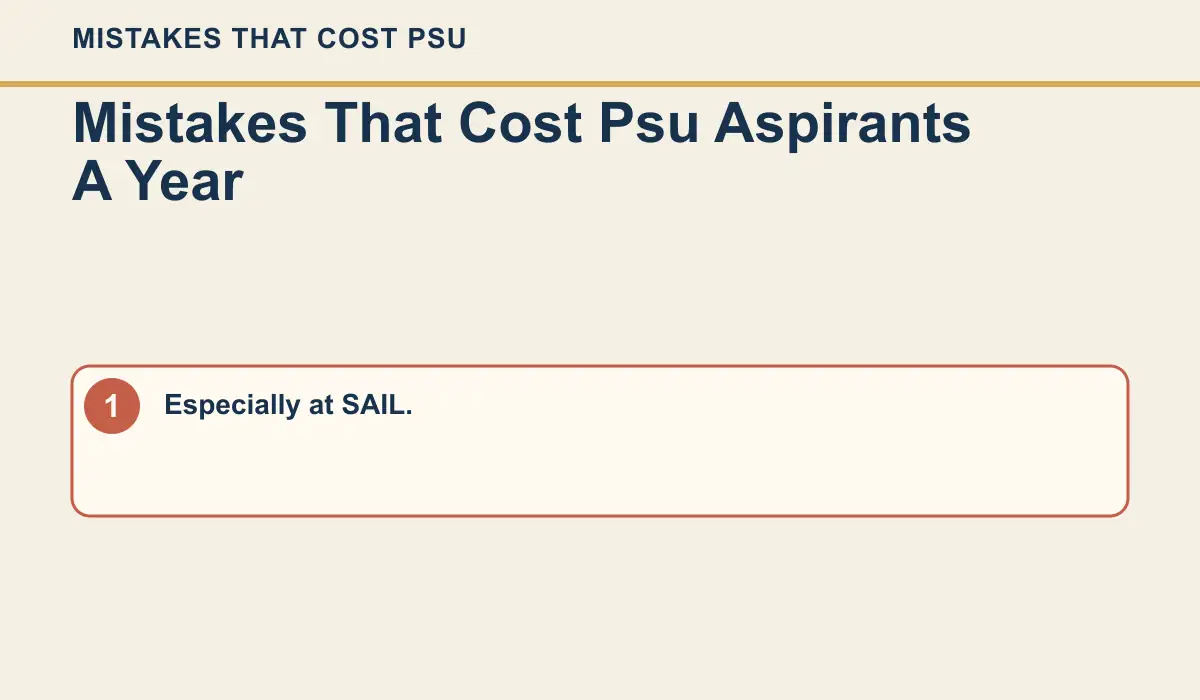 MISTAKES THAT COST PSU
Mistakes That Cost Psu Aspirants
A Year
1 Especially at SAIL.